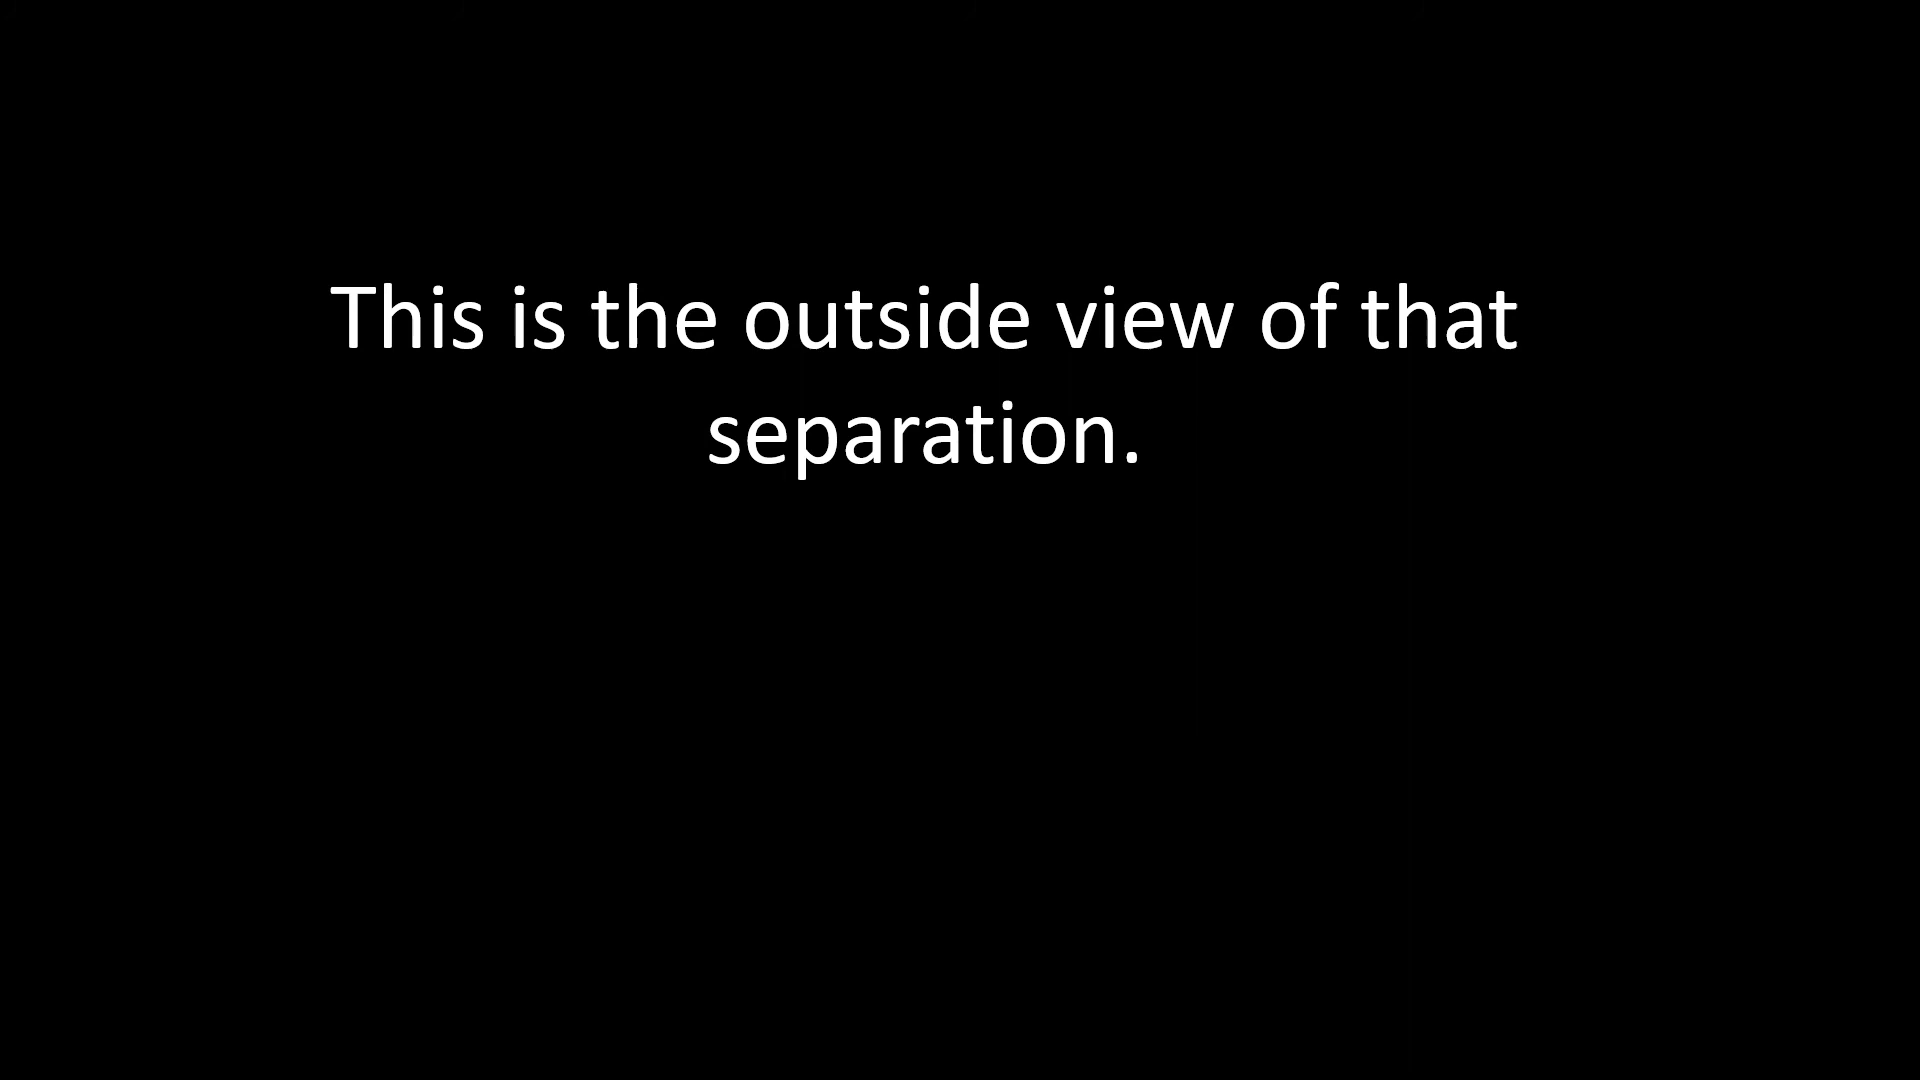 This is the outside view of that
separation.